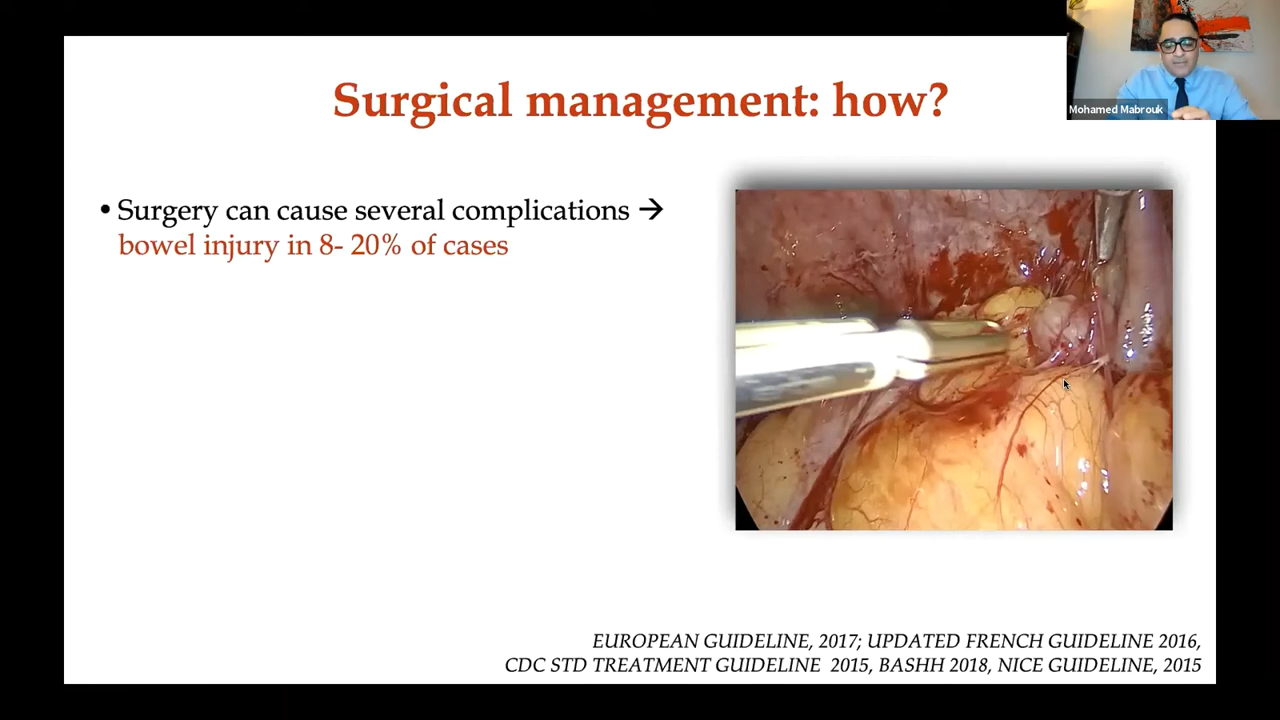 Surgical management: how?
Mohamed Mabrouk
• Surgery can cause several complications →
bowel injury in 8- 20% of cases
EUROPEAN GUIDELINE, 2017; UPDATED FRENCH GUIDELINE 2016,
CDC STD TREATMENT GUIDELINE  2015, BASHH 2018, NICE GUIDELINE, 2015